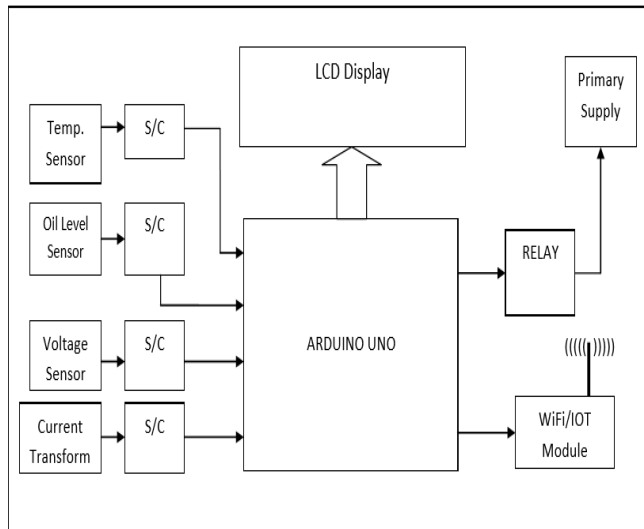 LCD Display
Primary
Supply
Temp.
Sensor
S/C
Oil Level
Sensor
S/C
RELAY
ARDUINO UNO
Voltage
Sensor
S/C
Current
Transform
S/C
((((( )))))
WiFi/IOT
Module